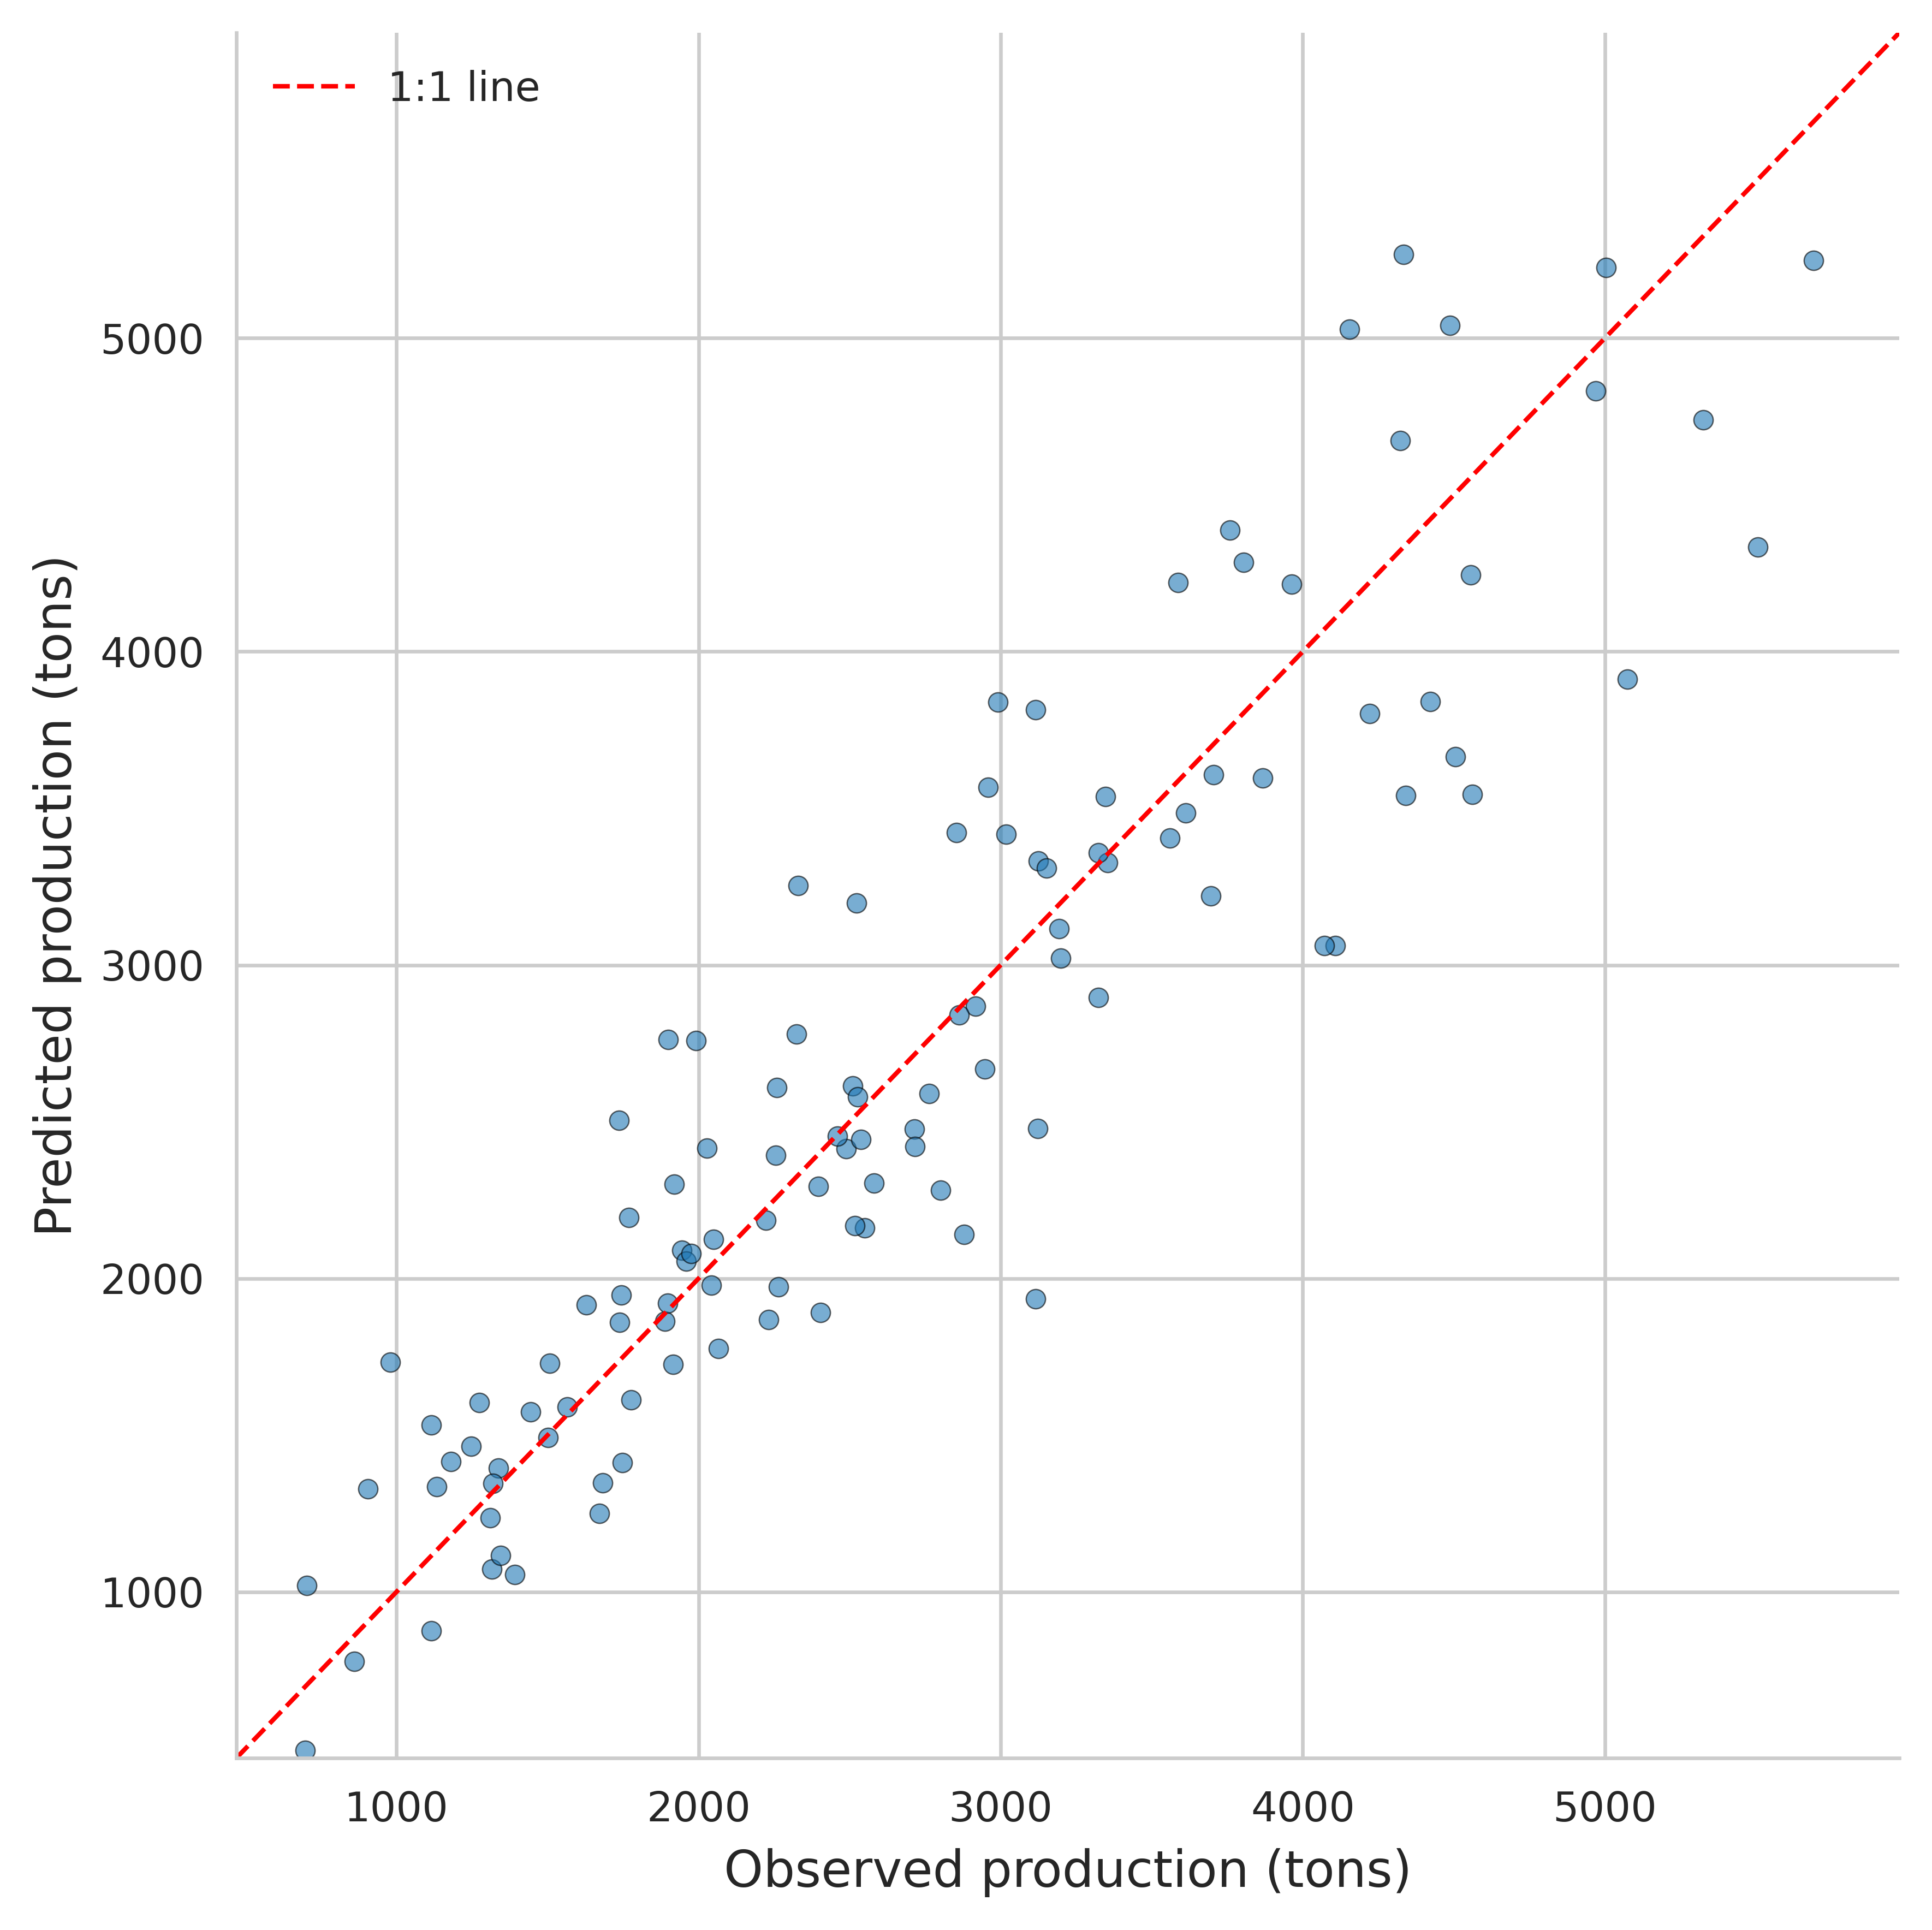 1:1 line
5000
4000
3000
2000
1000
Predicted production (tons)
1000 2000 3000 4000 5000
Observed production (tons)